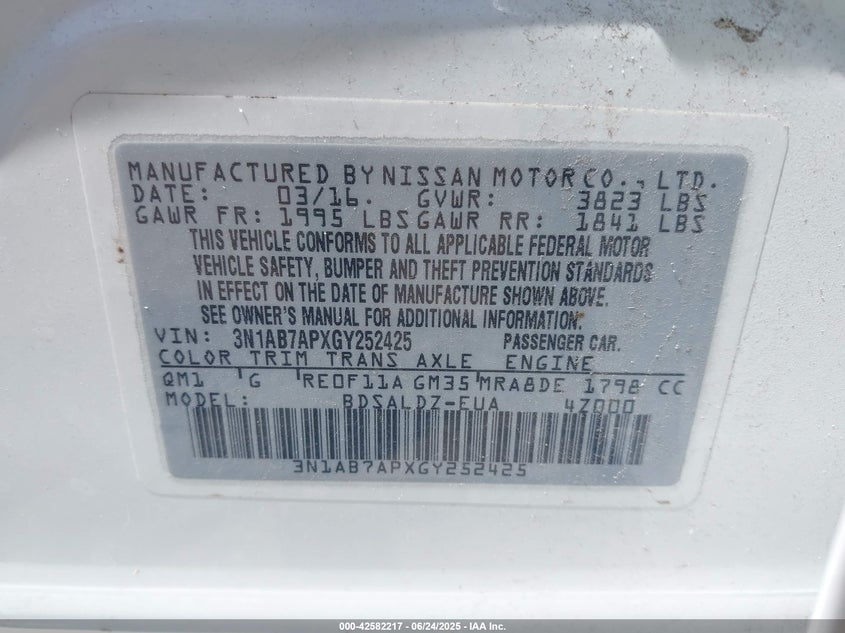 MANUFACTURED BY NISSAN MOTOR CO., LTD.
DATE: 03/16. GVWR: 3823 LBS
GAWR FR: 1995 LBS GAWR RR: 1841 LBS
THIS VEHICLE CONFORMS TO ALL APPLICABLE FEDERAL MOTOR
VEHICLE SAFETY, BUMPER AND THEFT PREVENTION STANDARDS
IN EFFECT ON THE DATE OF MANUFACTURE SHOWN ABOVE.
SEE OWNER'S MANUAL FOR ADDITIONAL INFORMATION.
VIN: 3N1AB7APXGY252425 PASSENGER CAR.
COLOR TRIM TRANS AXLE ENGINE
QM1 G RE0F11A GM35 MRA8DE 1798 CC
MODEL: BDSALDZ-EUA 4Z000
3N1AB7APXGY252425
000-42582217 - 06/24/2025 - IAA Inc.